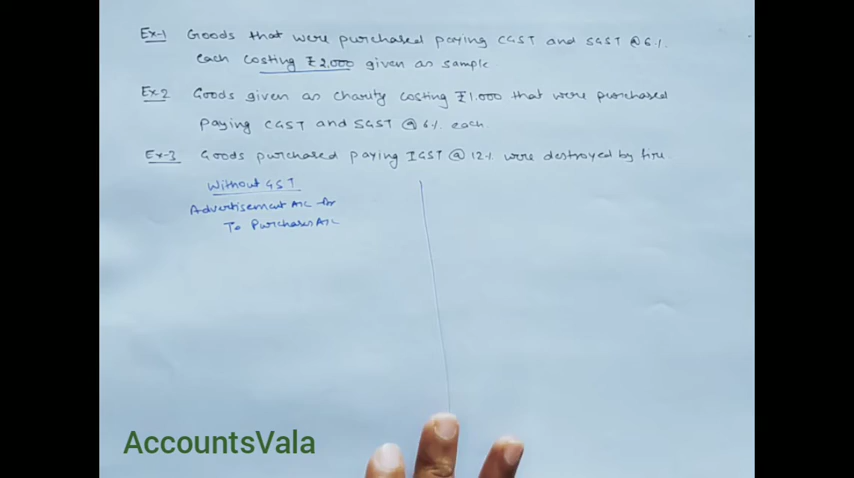 Ex-1 Goods that were purchased paying CGST and SGST @ 6%
each costing ₹2,000 given as sample
Ex-2 Goods given as charity costing ₹1,000 that were purchased
paying CGST and SGST @ 6% each.
Ex-3 Goods purchased paying IGST @ 12% were destroyed by fire.
Without GST
Advertisement A/c Dr
To Purchases A/c
AccountsVala